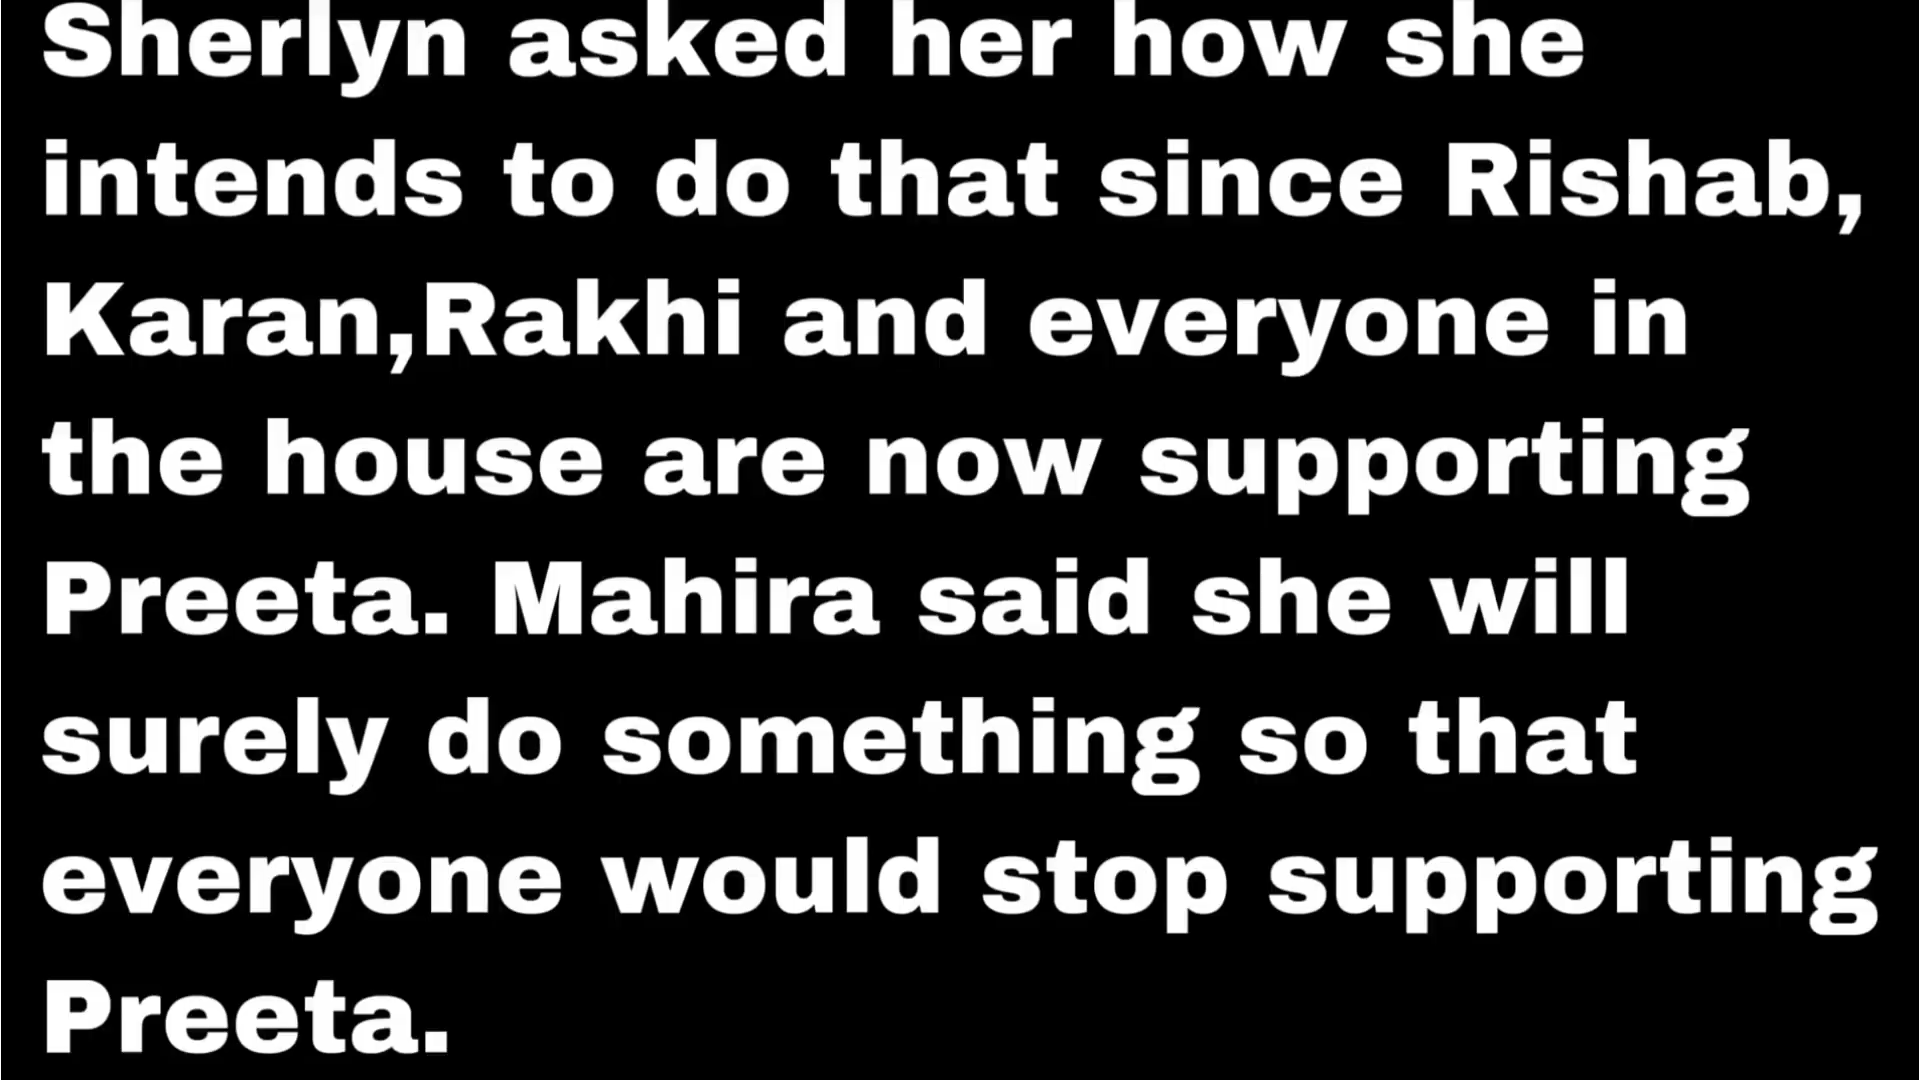 Sherlyn asked her how she
intends to do that since Rishab,
Karan,Rakhi and everyone in
the house are now supporting
Preeta. Mahira said she will
surely do something so that
everyone would stop supporting
Preeta.